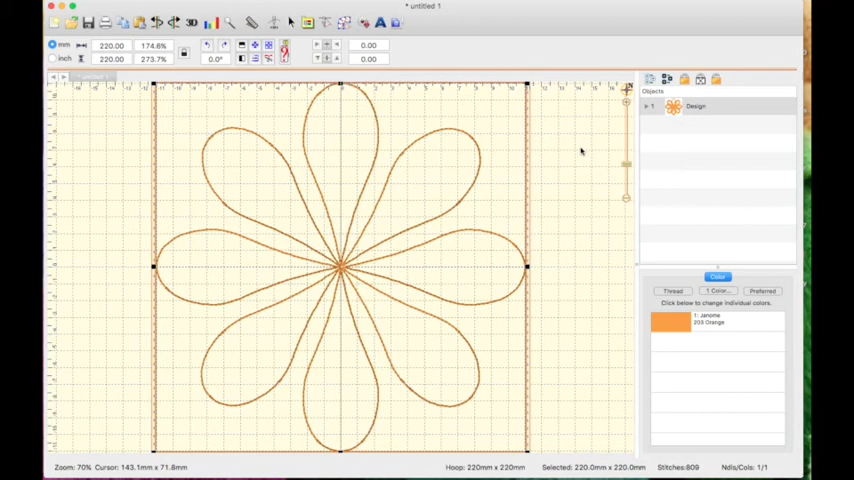 * untitled 1
3D
A
mm 220.00 174.6%
inch 220.00 273.7% 0.0°
0.00
0.00
* untitled 1
Objects
1 Design
Color
Thread 1 Color... Preferred
Click below to change individual colors.
1: Janome
203 Orange
Zoom: 70% Cursor: 143.1mm x 71.8mm Hoop: 220mm x 220mm Selected: 220.0mm x 220.0mm Stitches:809 Ndls/Cols: 1/1